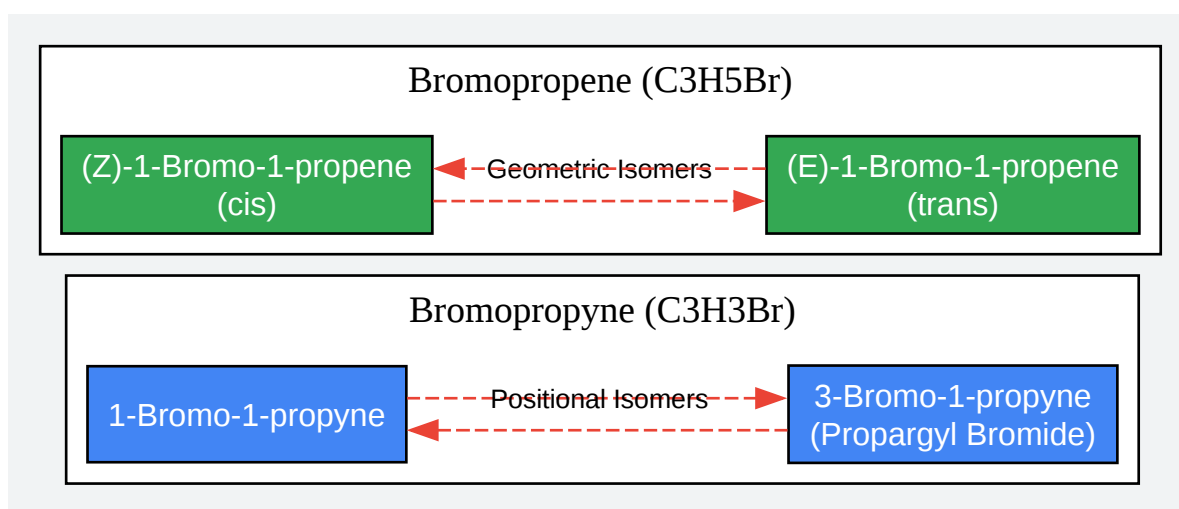 Bromopropene (C3H5Br)
(Z)-1-Bromo-1-propene
(cis)
Geometric Isomers
(E)-1-Bromo-1-propene
(trans)
Bromopropyne (C3H3Br)
1-Bromo-1-propyne
Positional Isomers
3-Bromo-1-propyne
(Propargyl Bromide)